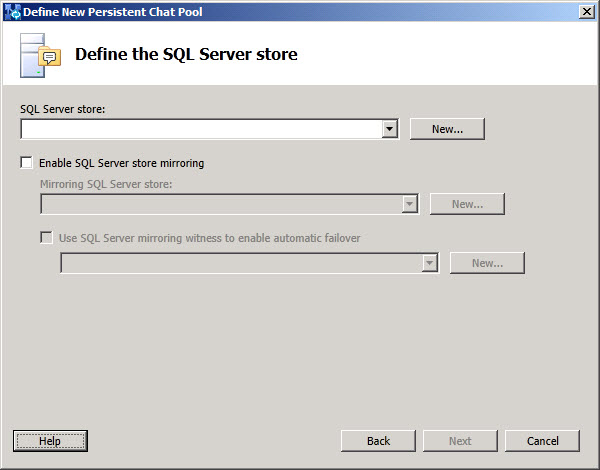 Define New Persistent Chat Pool
Define the SQL Server store
SQL Server store:
New...
Enable SQL Server store mirroring
Mirroring SQL Server store:
New...
Use SQL Server mirroring witness to enable automatic failover
New...
Help Back Next Cancel